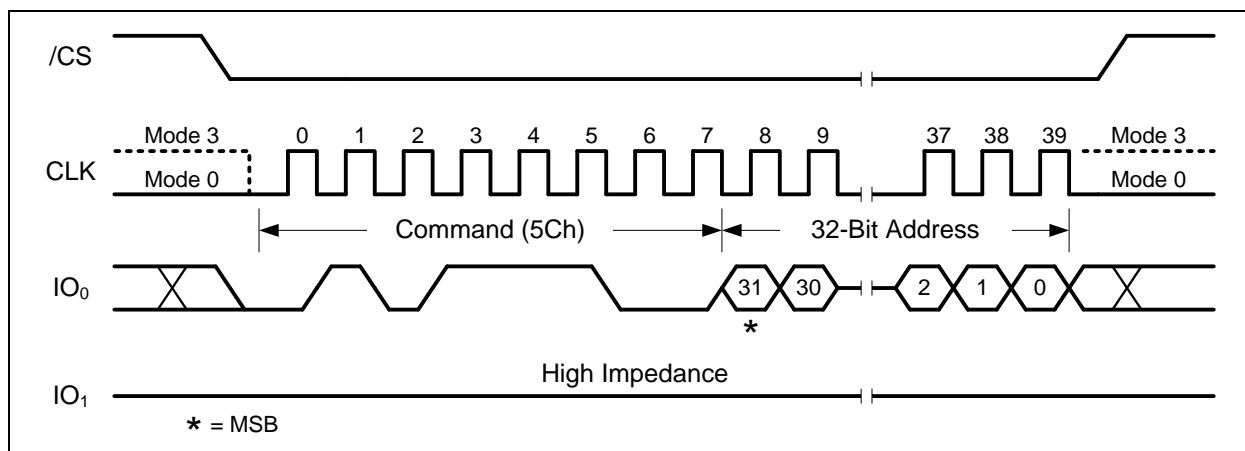 /CS
Mode 3 0 1 2 3 4 5 6 7 8 9 37 38 39 Mode 3
CLK
Mode 0 Mode 0
Command (5Ch) 32-Bit Address
IO₀ 31 30 2 1 0
*
High Impedance
IO₁
* = MSB